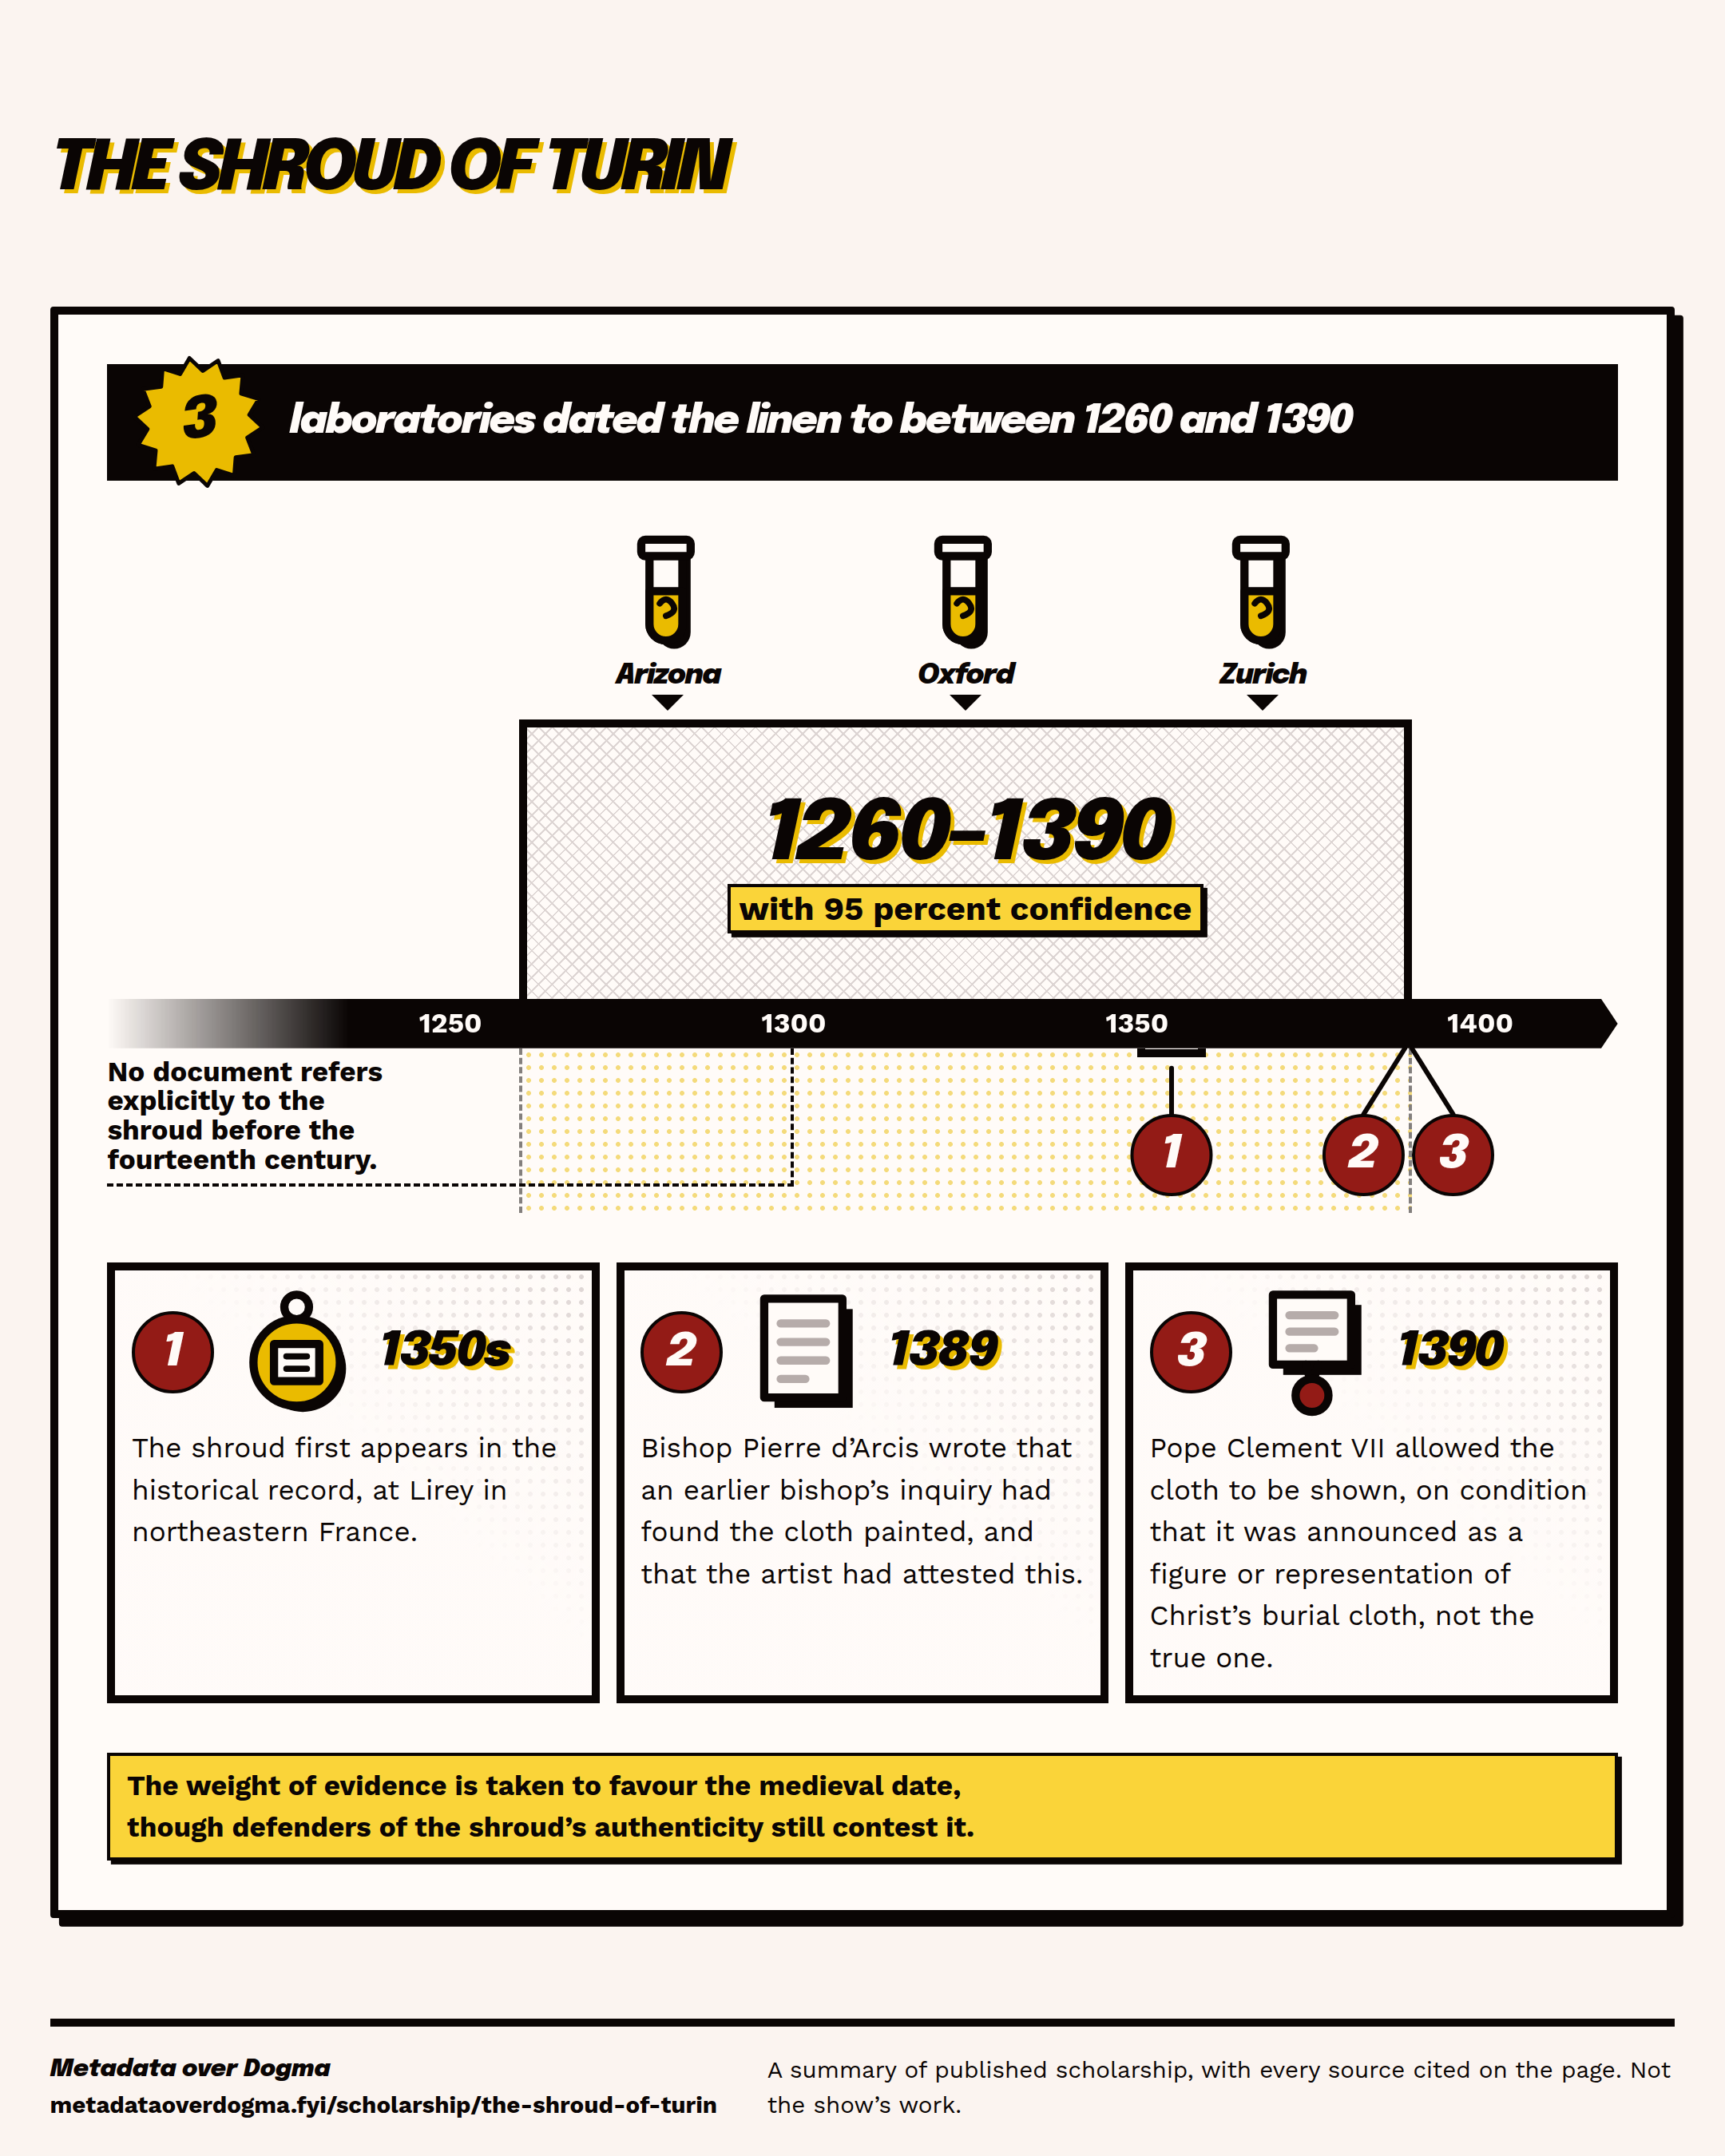 THE SHROUD OF TURIN
3 laboratories dated the linen to between 1260 and 1390
Arizona Oxford Zurich
1260–1390
with 95 percent confidence
1250 1300 1350 1400
No document refers
explicitly to the
shroud before the
fourteenth century.
1 2 3
1 1350s
The shroud first appears in the
historical record, at Lirey in
northeastern France.
2 1389
Bishop Pierre d’Arcis wrote that
an earlier bishop’s inquiry had
found the cloth painted, and
that the artist had attested this.
3 1390
Pope Clement VII allowed the
cloth to be shown, on condition
that it was announced as a
figure or representation of
Christ’s burial cloth, not the
true one.
The weight of evidence is taken to favour the medieval date,
though defenders of the shroud’s authenticity still contest it.
Metadata over Dogma
metadataoverdogma.fyi/scholarship/the-shroud-of-turin
A summary of published scholarship, with every source cited on the page. Not
the show’s work.